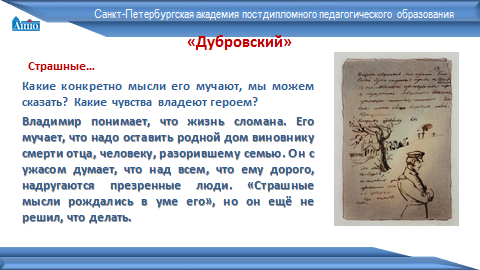 Санкт-Петербургская академия постдипломного педагогического образования
Аппо
«Дубровский»
Страшные…
Какие конкретно мысли его мучают, мы можем
сказать? Какие чувства владеют героем?
Владимир понимает, что жизнь сломана. Его
мучает, что надо оставить родной дом виновнику
смерти отца, человеку, разорившему семью. Он с
ужасом думает, что над всем, что ему дорого,
надругаются презренные люди. «Страшные
мысли рождались в уме его», но он ещё не
решил, что делать.